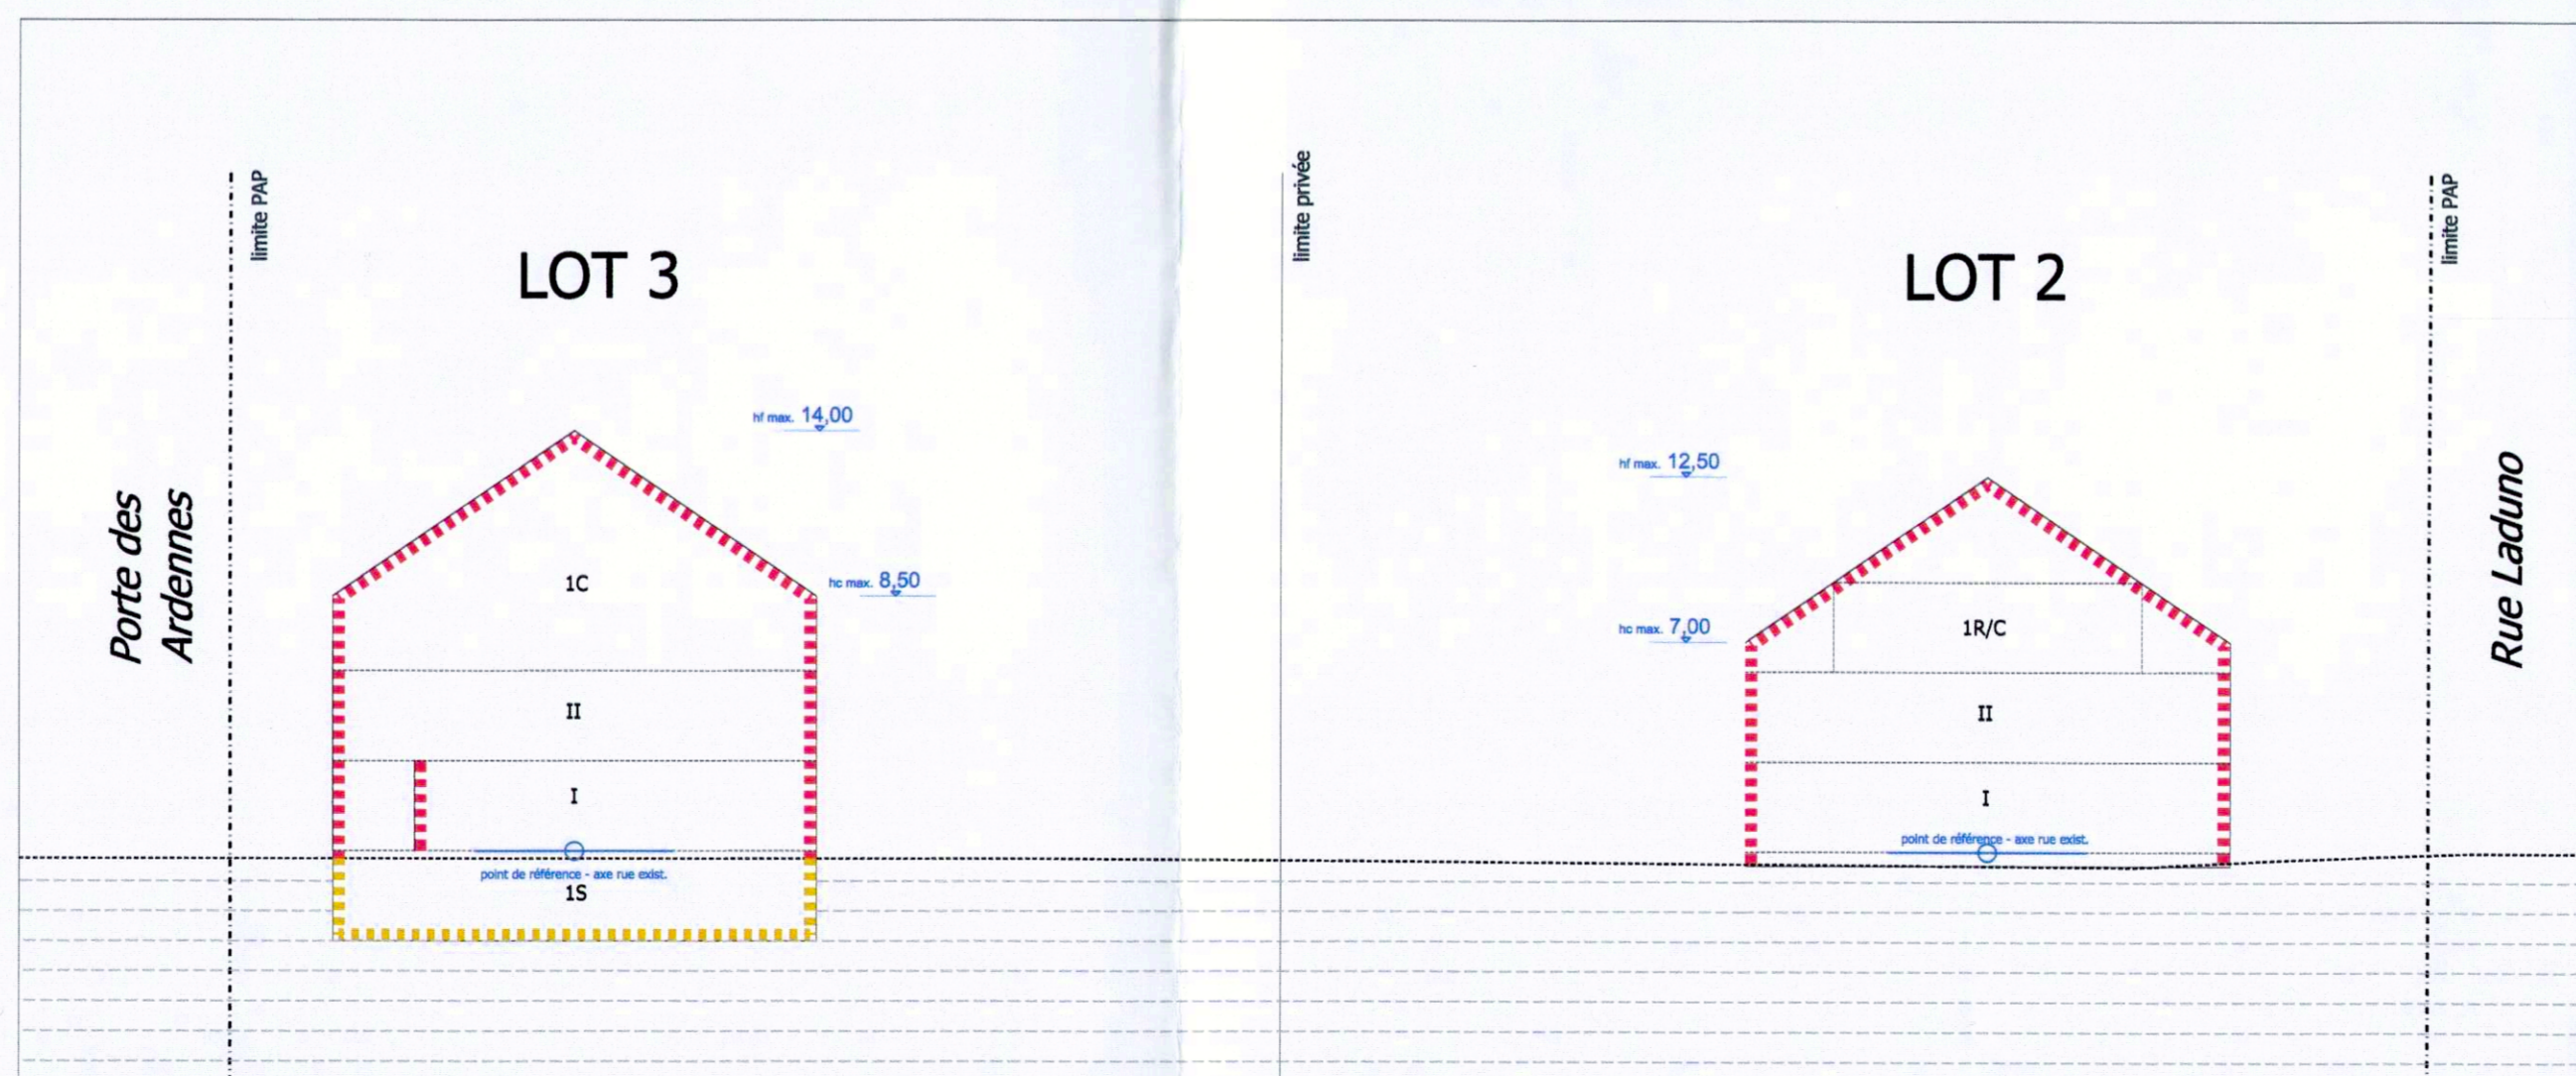 limite PAP
LOT 3
Porte des
Ardennes
hf max. 14,00
hc max. 8,50
1C
II
I
point de référence - axe rue exist.
1S
limite privée
LOT 2
limite PAP
hf max. 12,50
hc max. 7,00
1R/C
II
I
point de référence - axe rue exist.
Rue Laduno